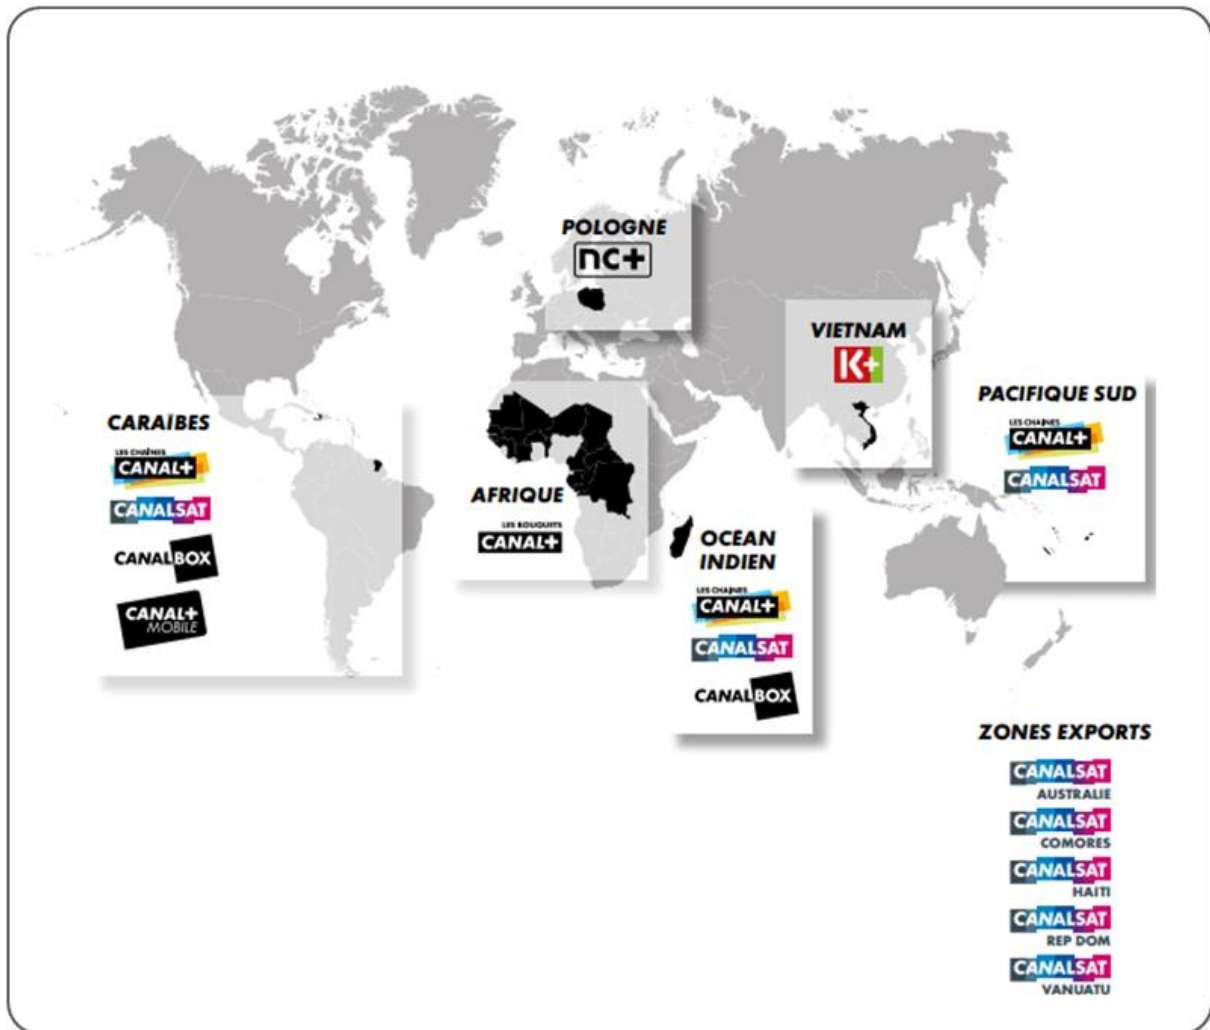 POLOGNE
nc+
VIETNAM
K+
CARAÏBES
LES CHAÎNES
CANAL+
CANALSAT
CANALBOX
CANAL+
MOBILE
AFRIQUE
LES BOUQUETS
CANAL+
OCÉAN
INDIEN
LES CHAÎNES
CANAL+
CANALSAT
CANALBOX
PACIFIQUE SUD
LES CHAÎNES
CANAL+
CANALSAT
ZONES EXPORTS
CANALSAT
AUSTRALIE
CANALSAT
COMORES
CANALSAT
HAITI
CANALSAT
REP DOM
CANALSAT
VANUATU